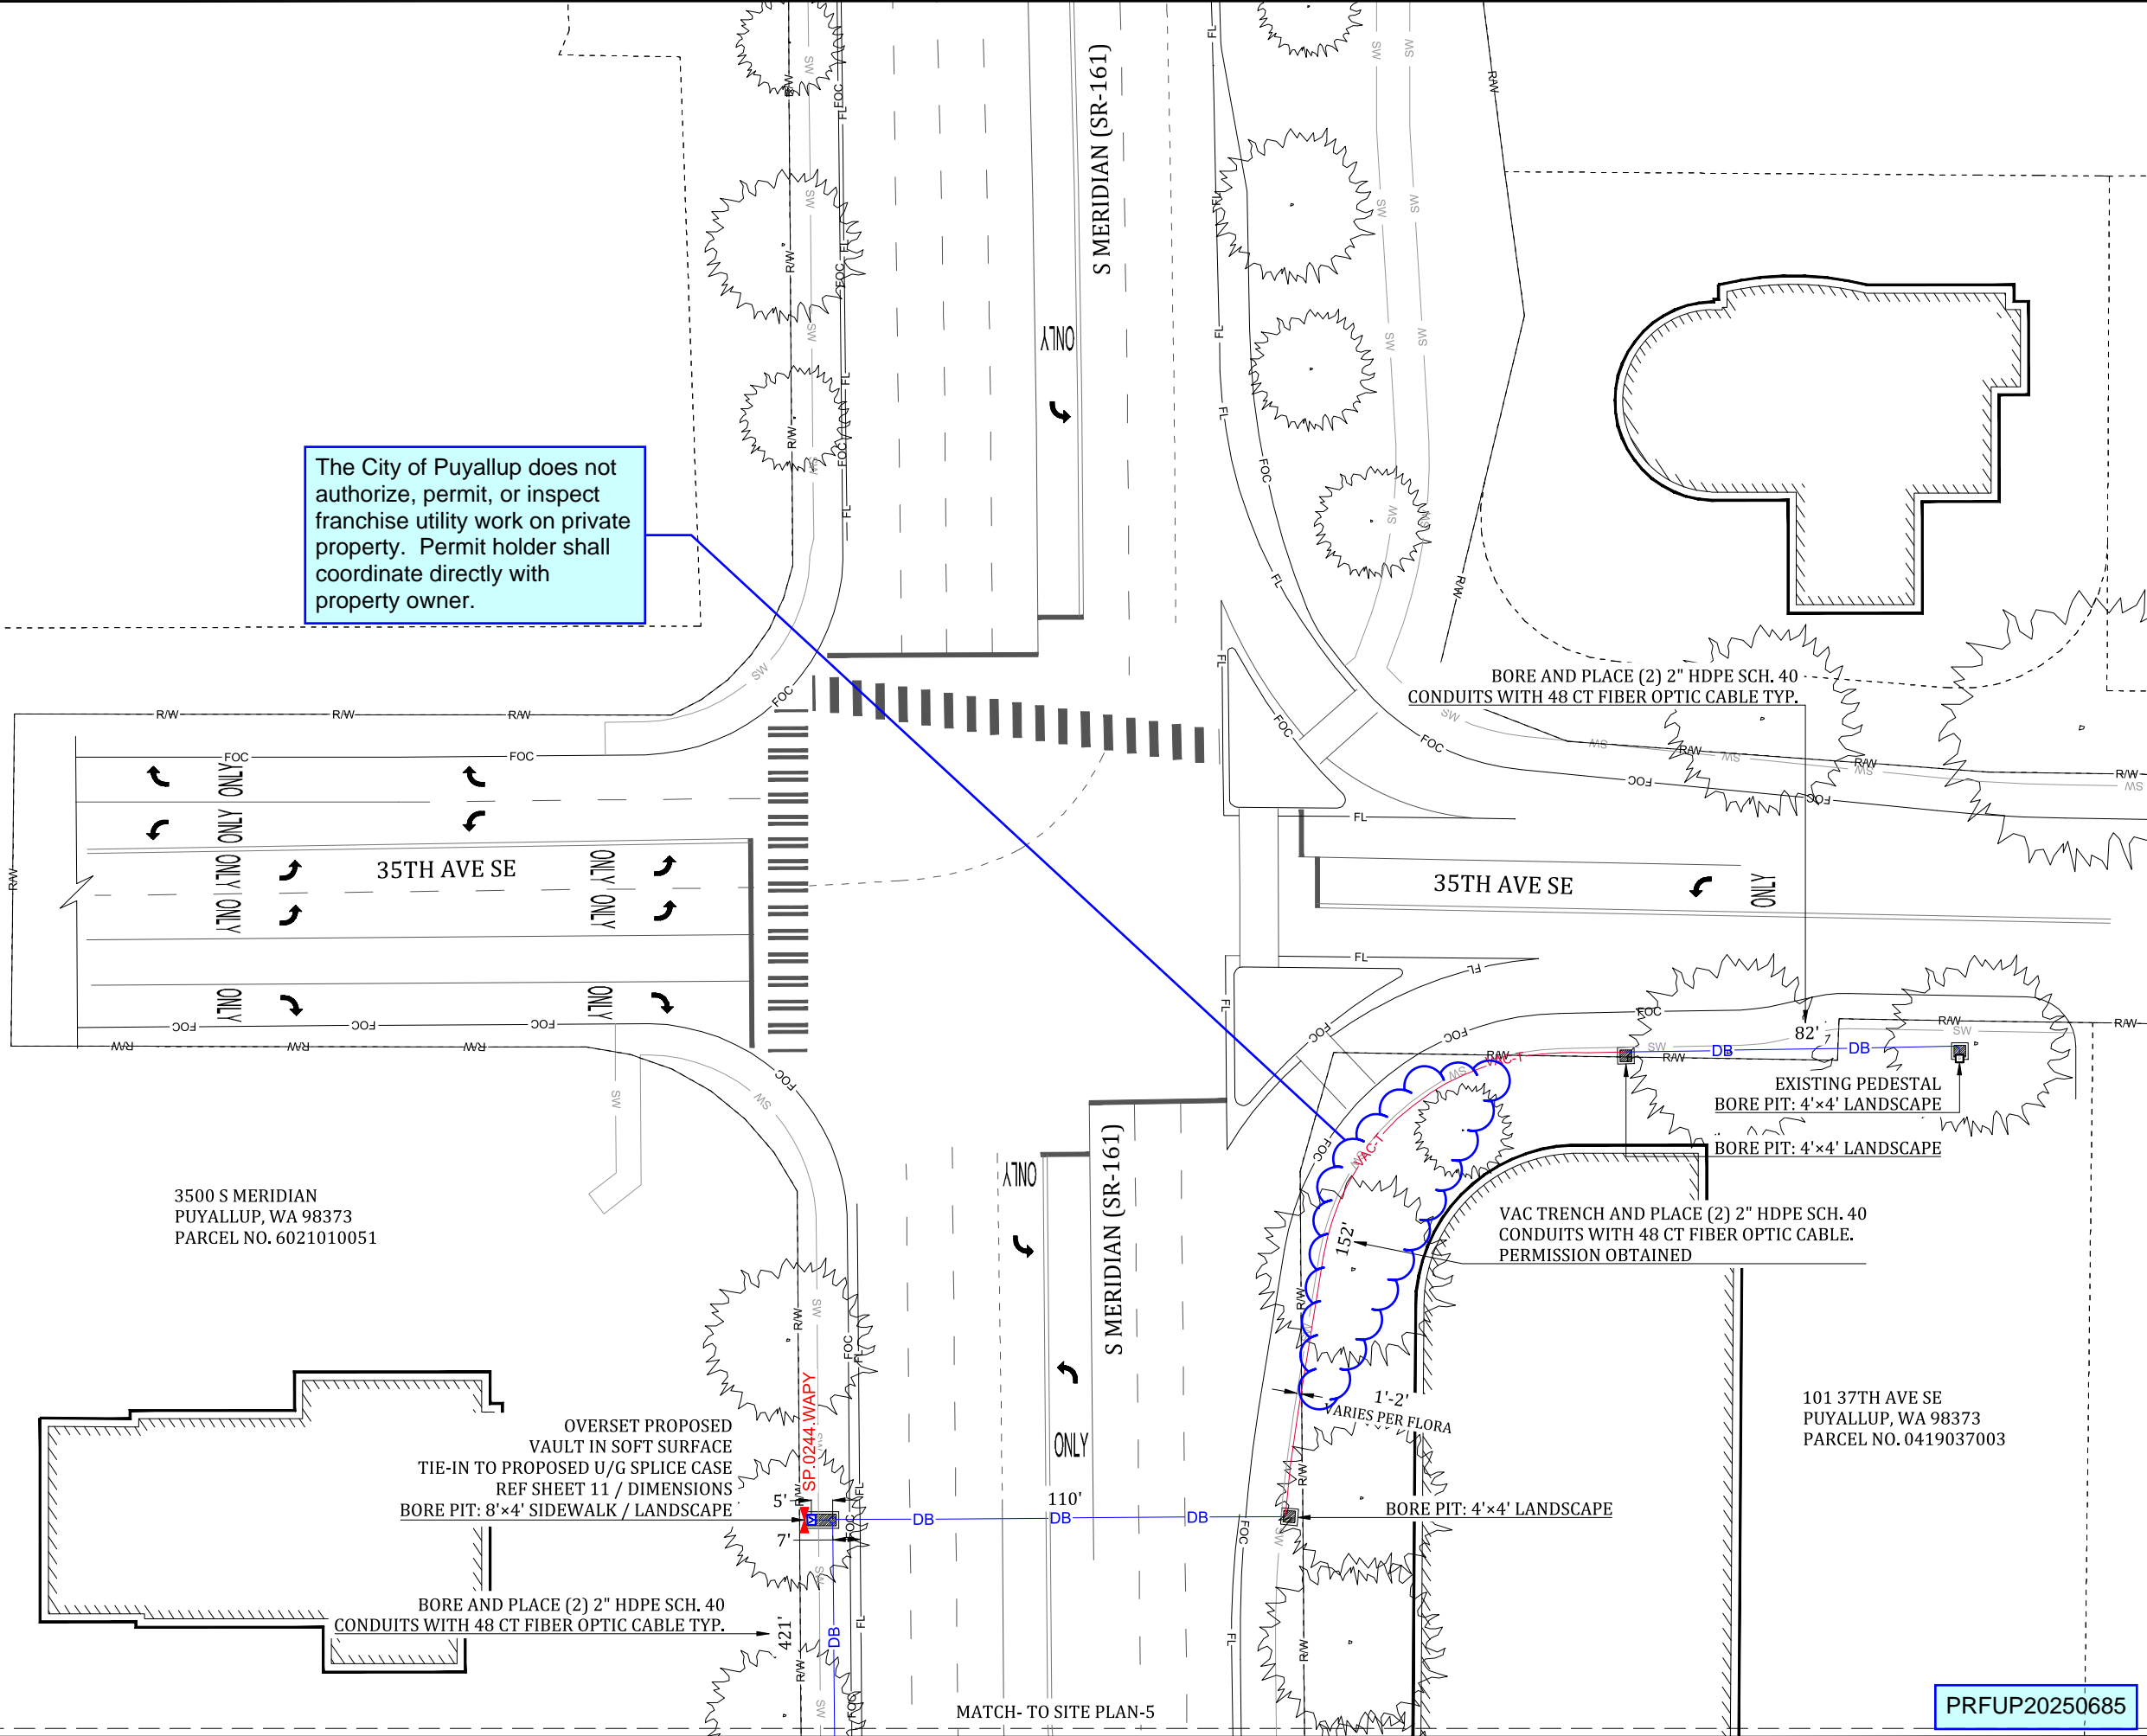 S MERIDIAN (SR-161)
ONLY
The City of Puyallup does not
authorize, permit, or inspect
franchise utility work on private
property.  Permit holder shall
coordinate directly with
property owner.
BORE AND PLACE (2) 2" HDPE SCH. 40
CONDUITS WITH 48 CT FIBER OPTIC CABLE TYP.
R/W R/W R/W
FOC FOC
ONLY
ONLY
ONLY
ONLY
35TH AVE SE
ONLY
ONLY
35TH AVE SE
ONLY
ONLY
ONLY
FOC FOC FOC
R/W R/W R/W
82'
DB DB
EXISTING PEDESTAL
BORE PIT: 4'×4' LANDSCAPE
BORE PIT: 4'×4' LANDSCAPE
VAC-T
VAC-T
152'
VAC TRENCH AND PLACE (2) 2" HDPE SCH. 40
CONDUITS WITH 48 CT FIBER OPTIC CABLE.
PERMISSION OBTAINED
3500 S MERIDIAN
PUYALLUP, WA 98373
PARCEL NO. 6021010051
ONLY
S MERIDIAN (SR-161)
ONLY
1'-2'
VARIES PER FLORA
101 37TH AVE SE
PUYALLUP, WA 98373
PARCEL NO. 0419037003
SP.0244.WAPY
OVERSET PROPOSED
VAULT IN SOFT SURFACE
TIE-IN TO PROPOSED U/G SPLICE CASE
REF SHEET 11 / DIMENSIONS
BORE PIT: 8'×4' SIDEWALK / LANDSCAPE
5'
7'
110'
DB DB DB
BORE PIT: 4'×4' LANDSCAPE
BORE AND PLACE (2) 2" HDPE SCH. 40
CONDUITS WITH 48 CT FIBER OPTIC CABLE TYP.
421'
DB
MATCH- TO SITE PLAN-5
PRFUP20250685